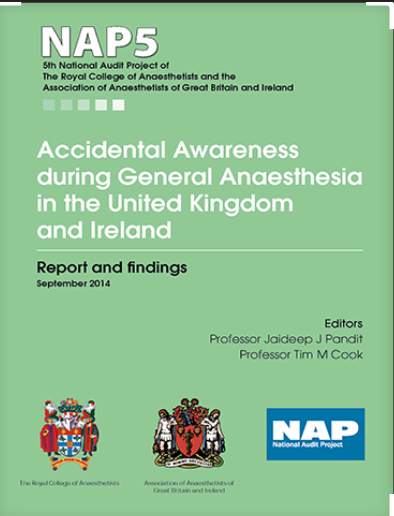 NAP5
5th National Audit Project of
The Royal College of Anaesthetists and the
Association of Anaesthetists of Great Britain and Ireland
Accidental Awareness
during General Anaesthesia
in the United Kingdom
and Ireland
Report and findings
September 2014
Editors
Professor Jaideep J Pandit
Professor Tim M Cook
NAP
National Audit Project
The Royal College of Anaesthetists
Association of Anaesthetists of
Great Britain and Ireland